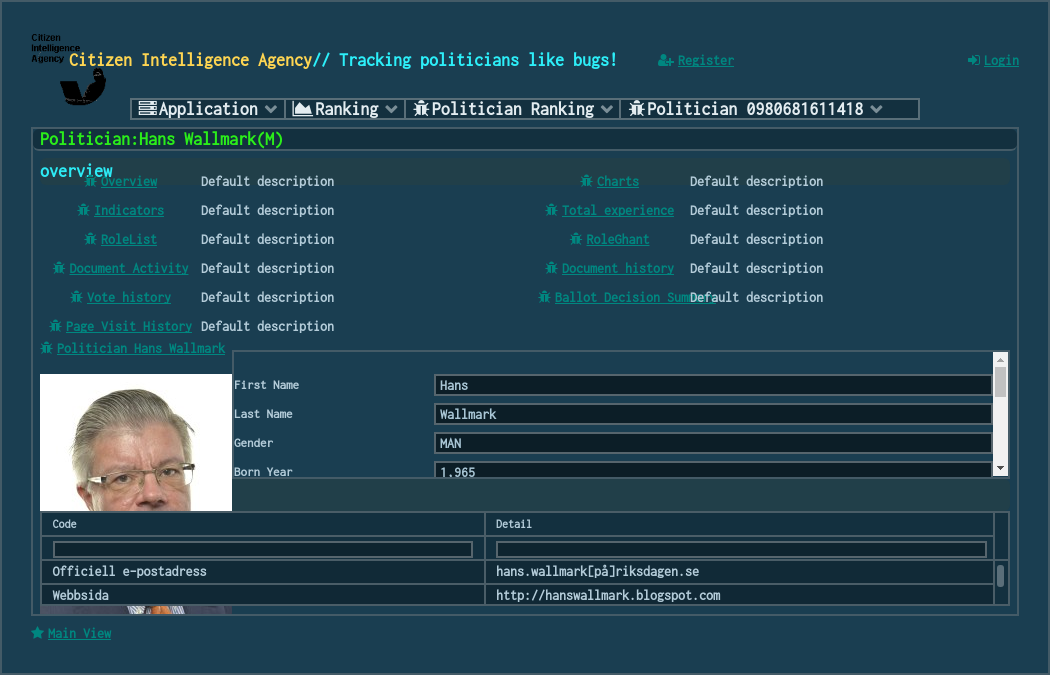 Citizen
Intelligence
Agency
Citizen Intelligence Agency// Tracking politicians like bugs!
Register
Login
Application
Ranking
Politician Ranking
Politician 0980681611418
Politician:Hans Wallmark(M)
overview
Overview Default description Charts Default description
Indicators Default description Total experience Default description
RoleList Default description RoleGhant Default description
Document Activity Default description Document history Default description
Vote history Default description Ballot Decision Summary Default description
Page Visit History Default description
Politician Hans Wallmark
First Name Hans
Last Name Wallmark
Gender MAN
Born Year 1.965
Code Detail
Officiell e-postadress hans.wallmark[på]riksdagen.se
Webbsida http://hanswallmark.blogspot.com
Main View